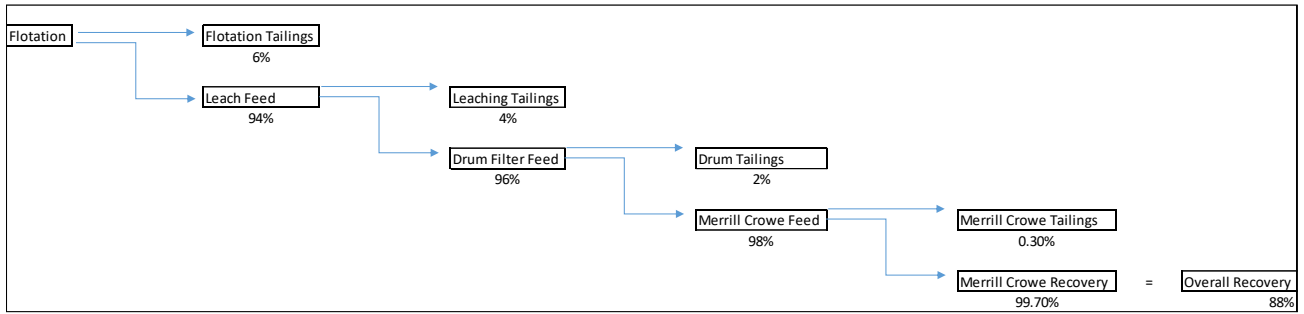 Flotation
Flotation Tailings
6%
Leach Feed
94%
Leaching Tailings
4%
Drum Filter Feed
96%
Drum Tailings
2%
Merrill Crowe Feed
98%
Merrill Crowe Tailings
0.30%
Merrill Crowe Recovery = Overall Recovery
99.70% 88%